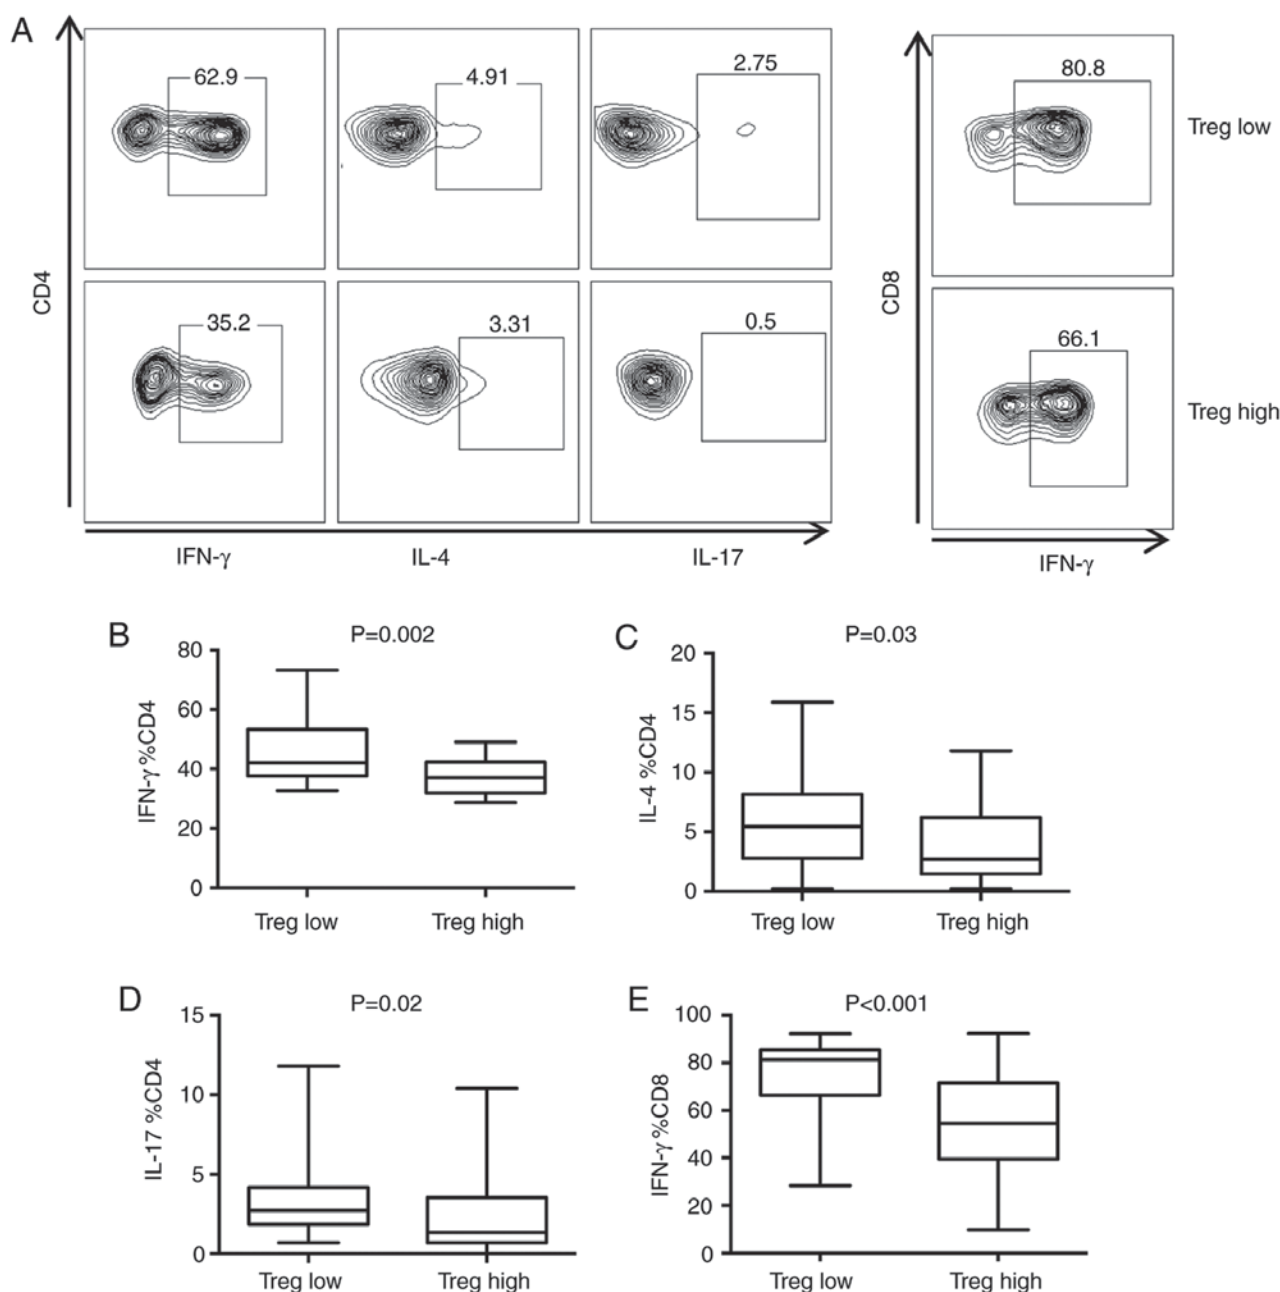 A
62.9
4.91
2.75
80.8
Treg low
CD4
CD8
35.2
3.31
0.5
66.1
Treg high
IFN-γ
IL-4
IL-17
IFN-γ
B
P=0.002
80
60
40
20
0
IFN-γ %CD4
Treg low
Treg high
C
P=0.03
20
15
10
5
0
IL-4 %CD4
Treg low
Treg high
D
P=0.02
15
10
5
0
IL-17 %CD4
Treg low
Treg high
E
P<0.001
100
80
60
40
20
0
IFN-γ %CD8
Treg low
Treg high